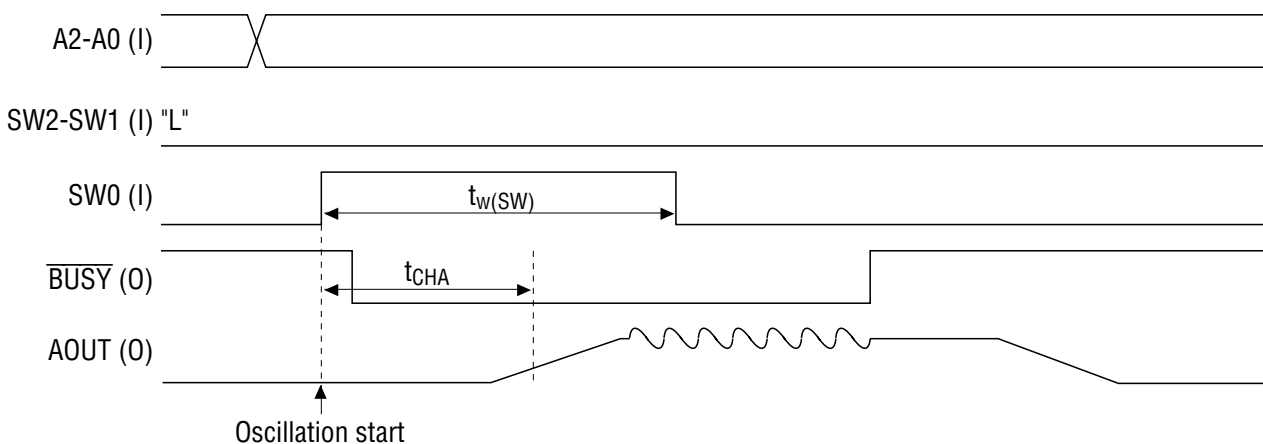 A2-A0 (I)
SW2-SW1 (I) "L"
SW0 (I)
tw(SW)
BUSY (O)
tCHA
AOUT (O)
Oscillation start